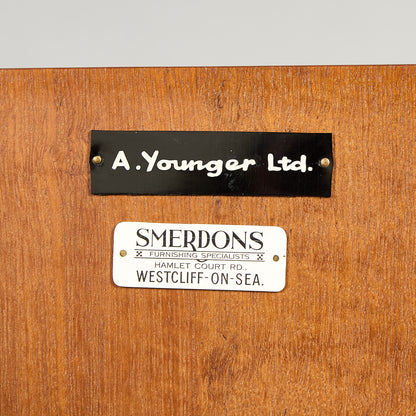 A. Younger Ltd.
SMERDONS
FURNISHING SPECIALISTS
HAMLET COURT RD.,
WESTCLIFF-ON-SEA.